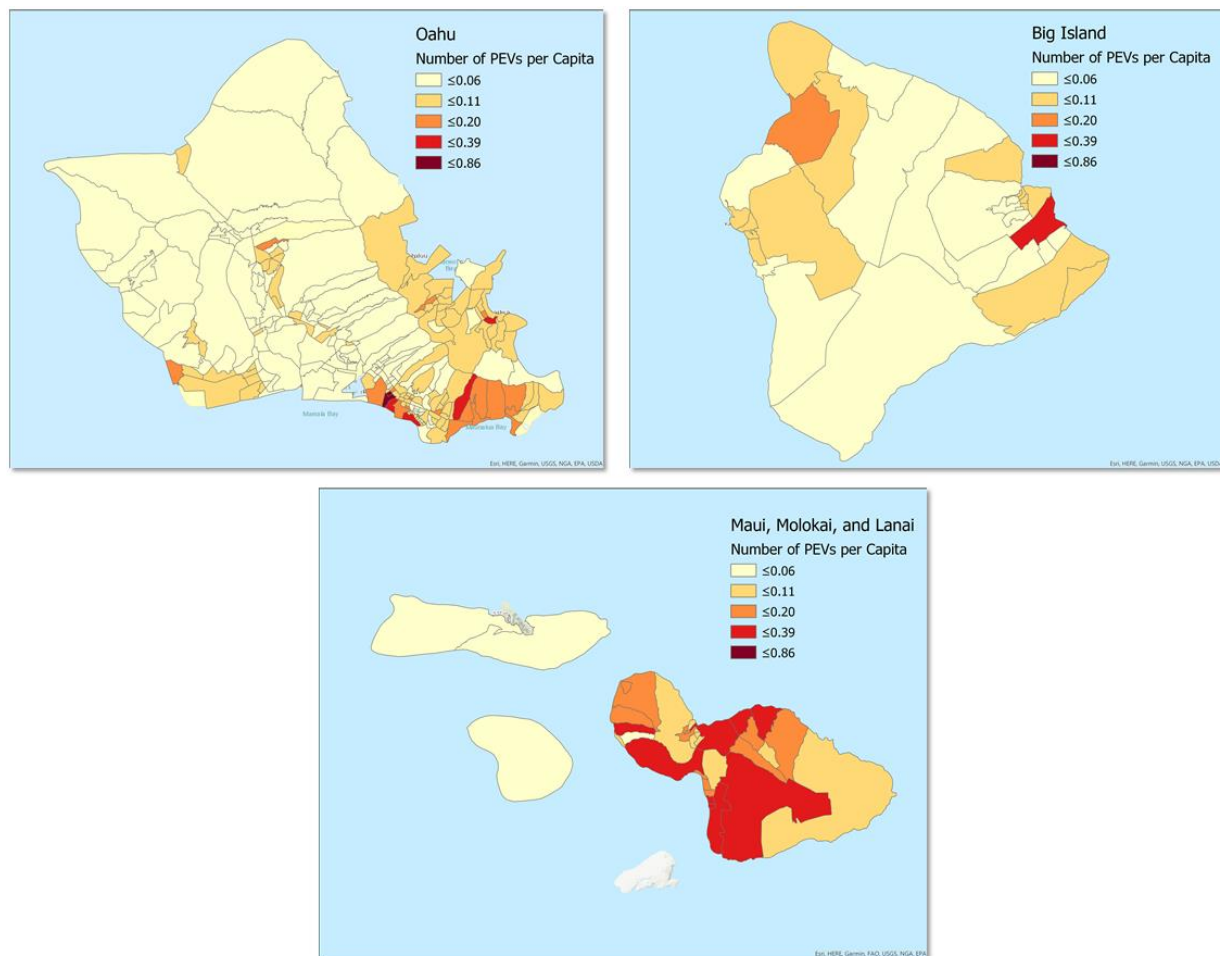 Oahu
Number of PEVs per Capita
≤0.06
≤0.11
≤0.20
≤0.39
≤0.86
Mamala Bay
Esri, HERE, Garmin, USGS, NGA, EPA, USDA
Big Island
Number of PEVs per Capita
≤0.06
≤0.11
≤0.20
≤0.39
≤0.86
Esri, HERE, Garmin, USGS, NGA, EPA, USDA
Maui, Molokai, and Lanai
Number of PEVs per Capita
≤0.06
≤0.11
≤0.20
≤0.39
≤0.86
Esri, HERE, Garmin, FAO, USGS, NGA, EPA